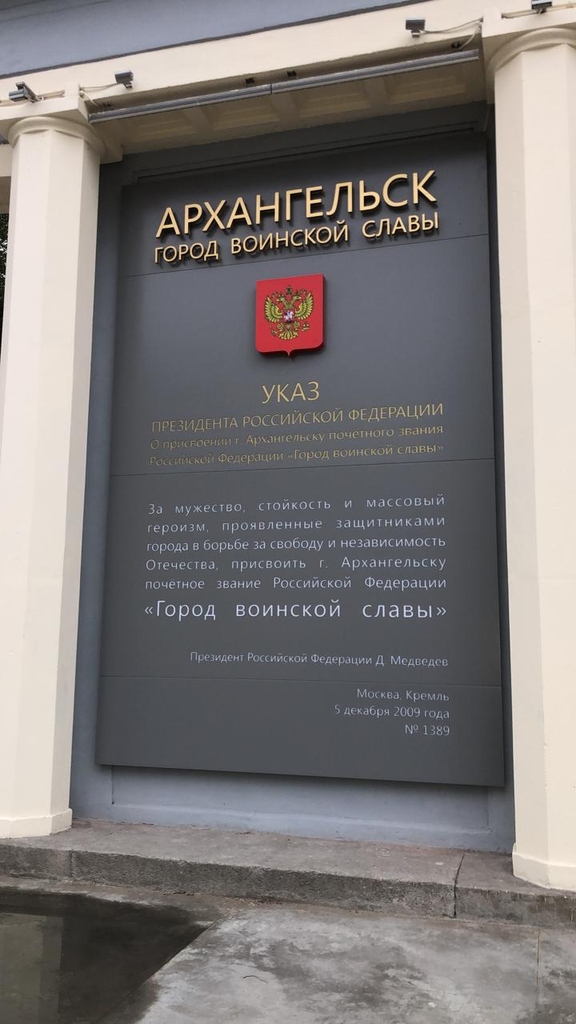 АРХАНГЕЛЬСК
ГОРОД ВОИНСКОЙ СЛАВЫ
УКАЗ
ПРЕЗИДЕНТА РОССИЙСКОЙ ФЕДЕРАЦИИ
О присвоении г. Архангельску почётного звания
Российской Федерации «Город воинской славы»
За мужество, стойкость и массовый
героизм, проявленные защитниками
города в борьбе за свободу и независимость
Отечества, присвоить г. Архангельску
почётное звание Российской Федерации
«Город воинской славы»
Президент Российской Федерации Д. Медведев
Москва, Кремль
5 декабря 2009 года
№ 1389